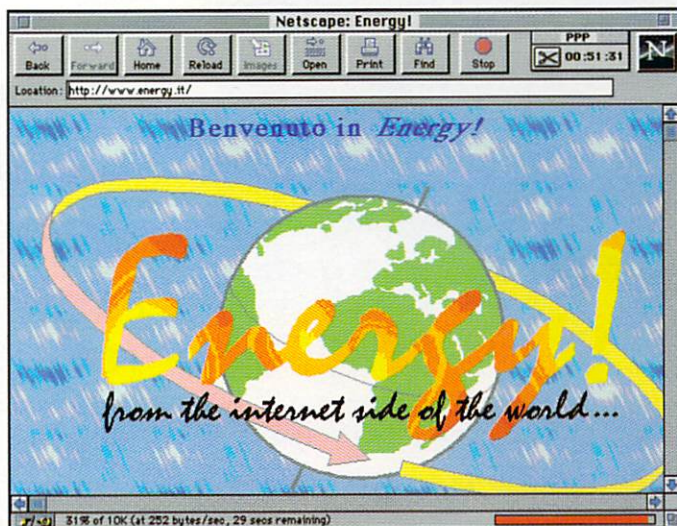 Netscape: Energy!
Back Forward Home Reload Images Open Print Find Stop
PPP
00:51:31
N
Location: http://www.energy.it/
Benvenuto in Energy!
Energy!
from the internet side of the world...
31% of 10K (at 252 bytes/sec, 29 secs remaining)